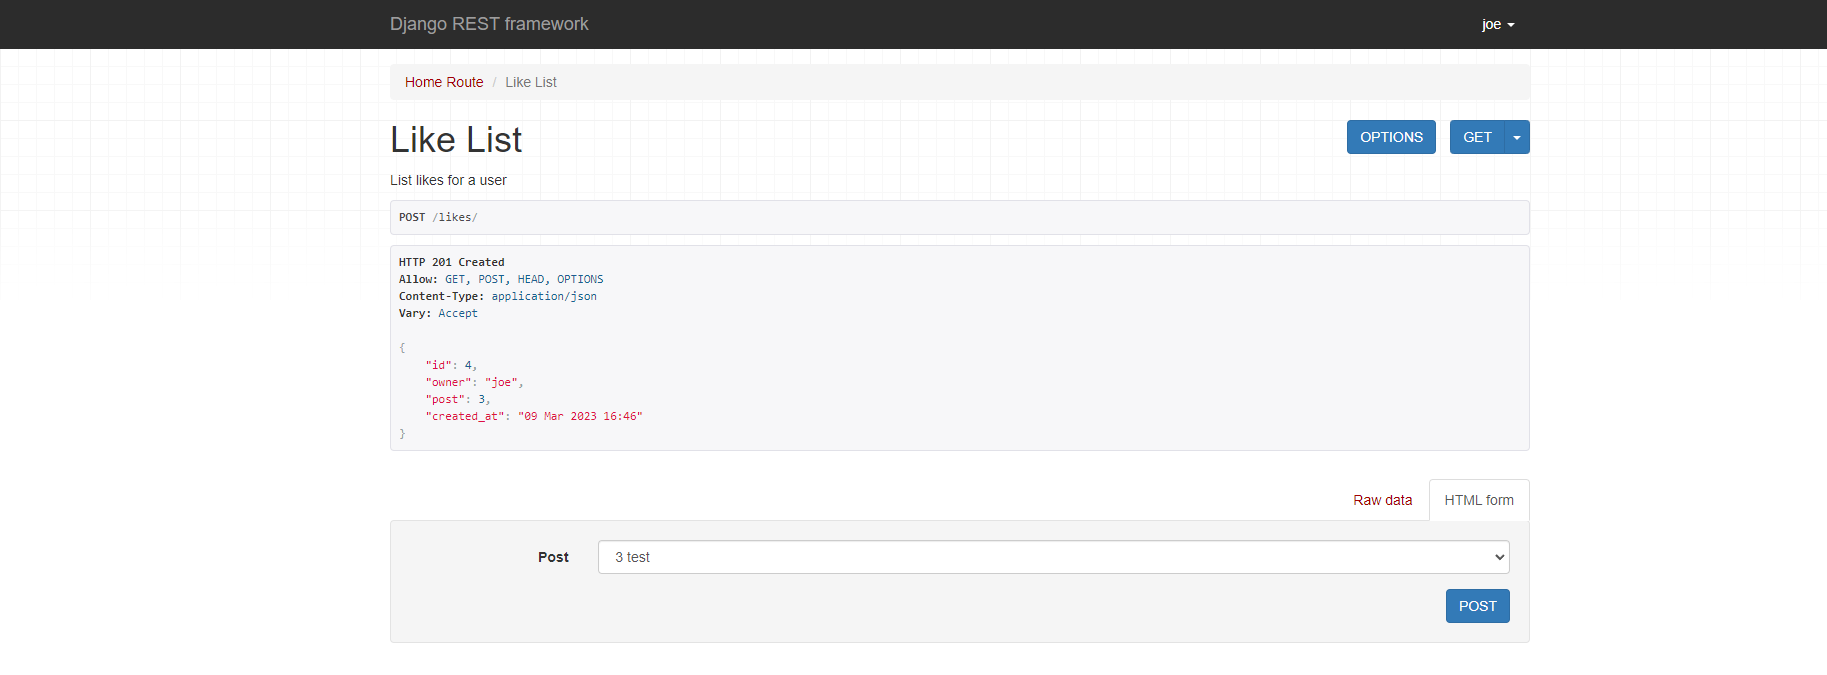 Django REST framework
joe
Home Route / Like List
Like List
OPTIONS
GET
List likes for a user
POST /likes/
HTTP 201 Created
Allow: GET, POST, HEAD, OPTIONS
Content-Type: application/json
Vary: Accept
{
    "id": 4,
    "owner": "joe",
    "post": 3,
    "created_at": "09 Mar 2023 16:46"
}
Raw data
HTML form
Post
3 test
POST